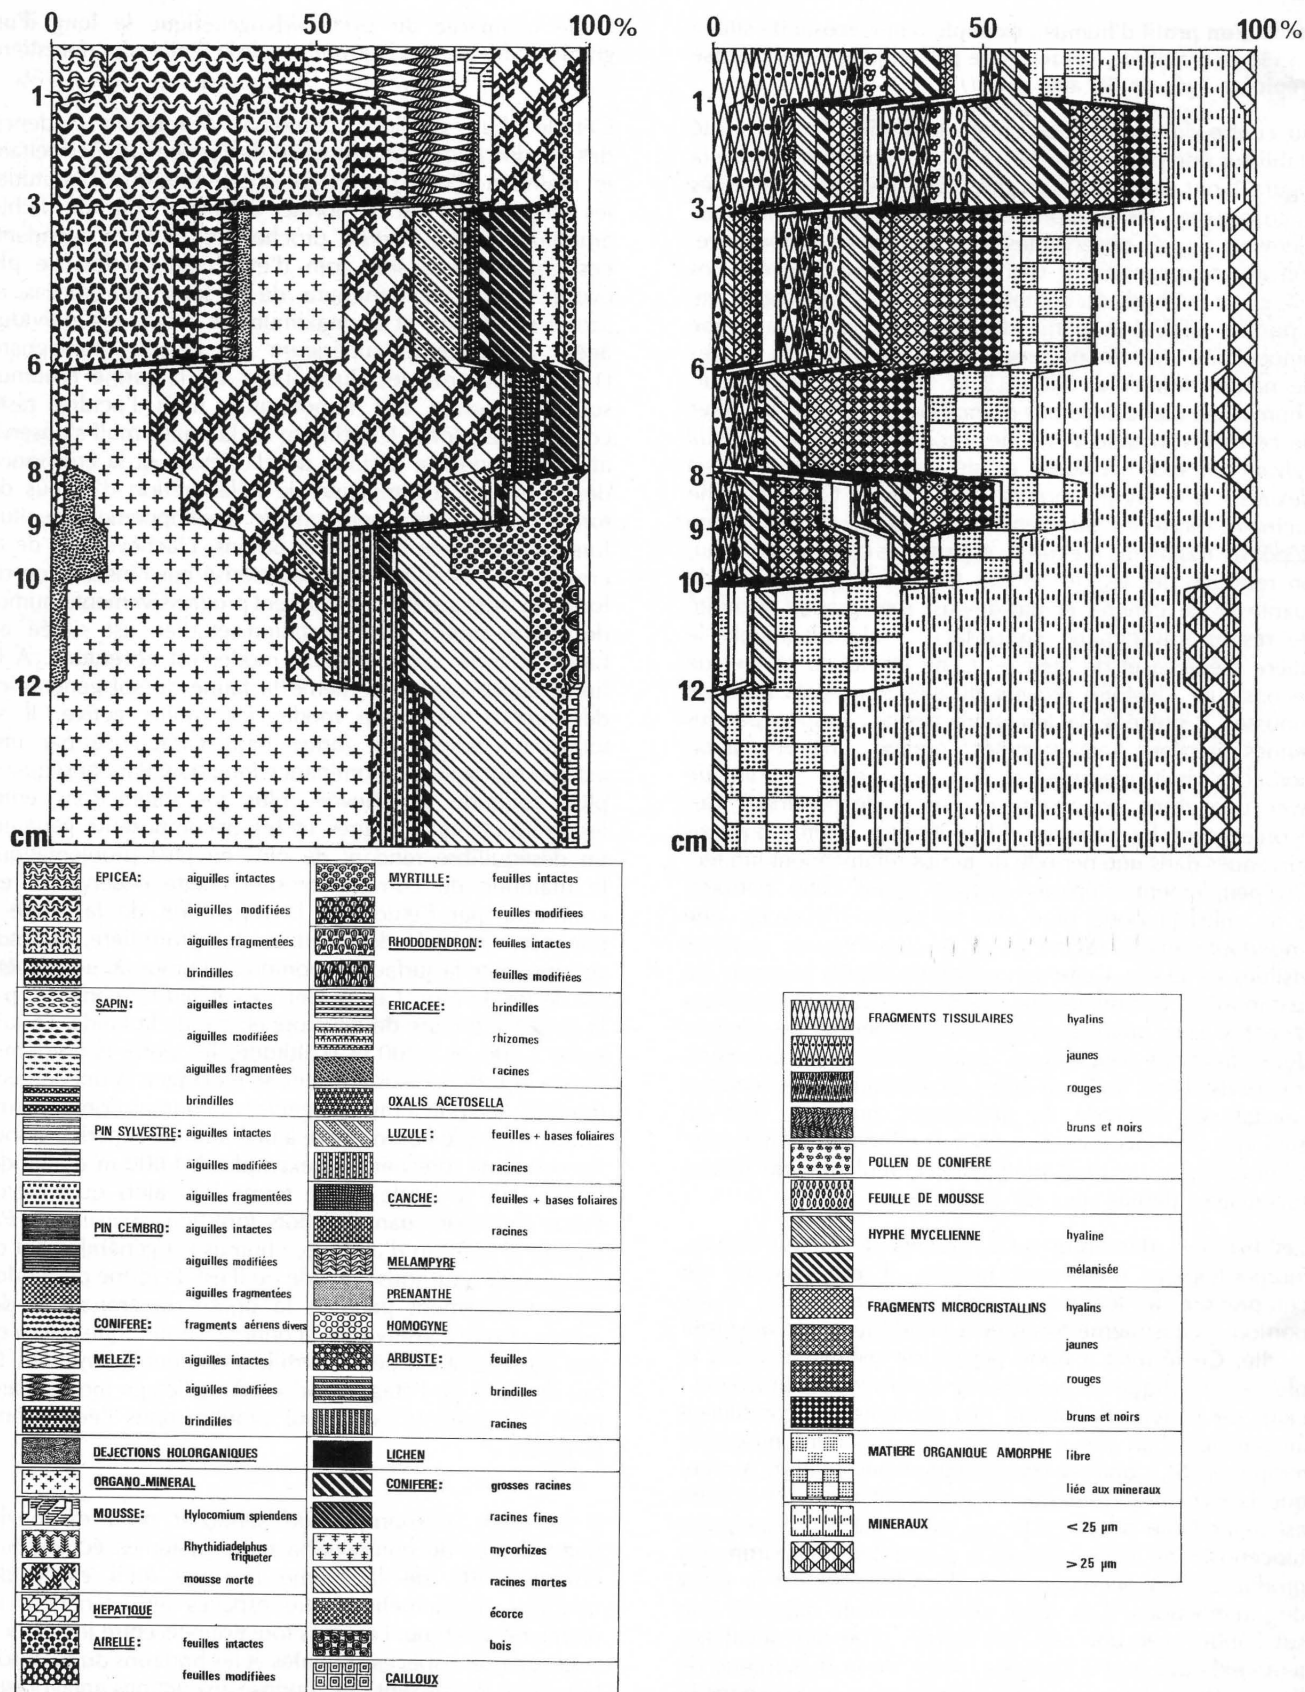 0 50 100%
0 50 100%
1
3
6
8
9
10
12
cm
1
3
6
8
9
10
12
cm
EPICEA: aiguilles intactes
aiguilles modifiées
aiguilles fragmentées
brindilles
SAPIN: aiguilles intactes
aiguilles modifiées
aiguilles fragmentées
brindilles
PIN SYLVESTRE: aiguilles intactes
aiguilles modifiées
aiguilles fragmentées
PIN CEMBRO: aiguilles intactes
aiguilles modifiées
aiguilles fragmentées
CONIFERE: fragments aériens divers
MELEZE: aiguilles intactes
aiguilles modifiées
brindilles
DEJECTIONS HOLORGANIQUES
ORGANO-MINERAL
MOUSSE: Hylocomium splendens
Rhythidiadelphus
triqueter
mousse morte
HEPATIQUE
AIRELLE: feuilles intactes
feuilles modifiées
MYRTILLE: feuilles intactes
feuilles modifiees
RHODODENDRON: feuilles intactes
feuilles modifiées
ERICACEE: brindilles
rhizomes
racines
OXALIS ACETOSELLA
LUZULE: feuilles + bases foliaires
racines
CANCHE: feuilles + bases foliaires
racines
MELAMPYRE
PRENANTHE
HOMOGYNE
ARBUSTE: feuilles
brindilles
racines
LICHEN
CONIFERE: grosses racines
racines fines
mycorhizes
racines mortes
écorce
bois
CAILLOUX
FRAGMENTS TISSULAIRES hyalins
jaunes
rouges
bruns et noirs
POLLEN DE CONIFERE
FEUILLE DE MOUSSE
HYPHE MYCELIENNE hyaline
mélanisée
FRAGMENTS MICROCRISTALLINS hyalins
jaunes
rouges
bruns et noirs
MATIERE ORGANIQUE AMORPHE libre
liée aux mineraux
MINERAUX < 25 µm
> 25 µm